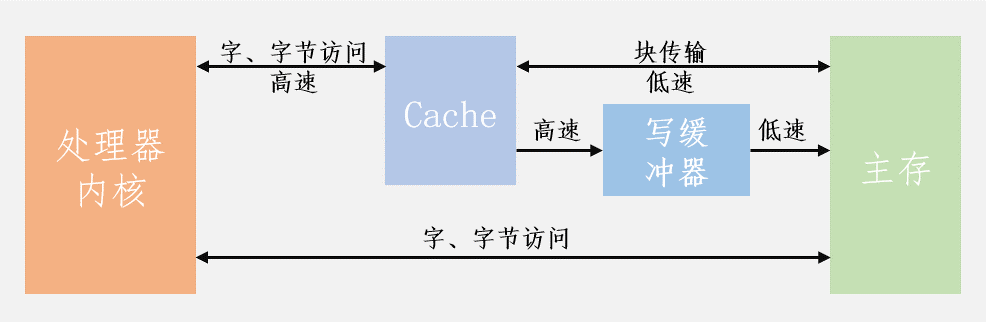 字、字节访问
高速
块传输
低速
处理器
内核
Cache
高速
写缓
冲器
低速
主存
字、字节访问